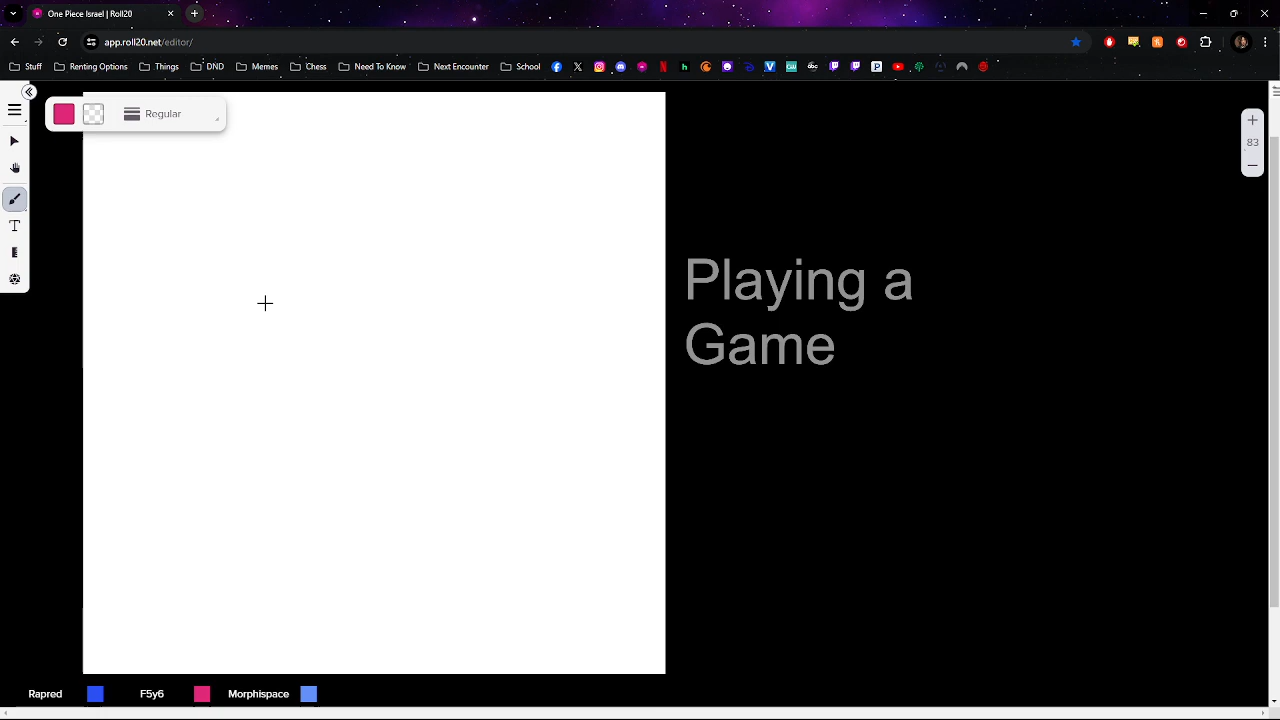 One Piece Israel | Roll20
app.roll20.net/editor/
Stuff
Renting Options
Things
DND
Memes
Chess
Need To Know
Next Encounter
School
Regular
83
Playing a
Game
Rapred
F5y6
Morphispace